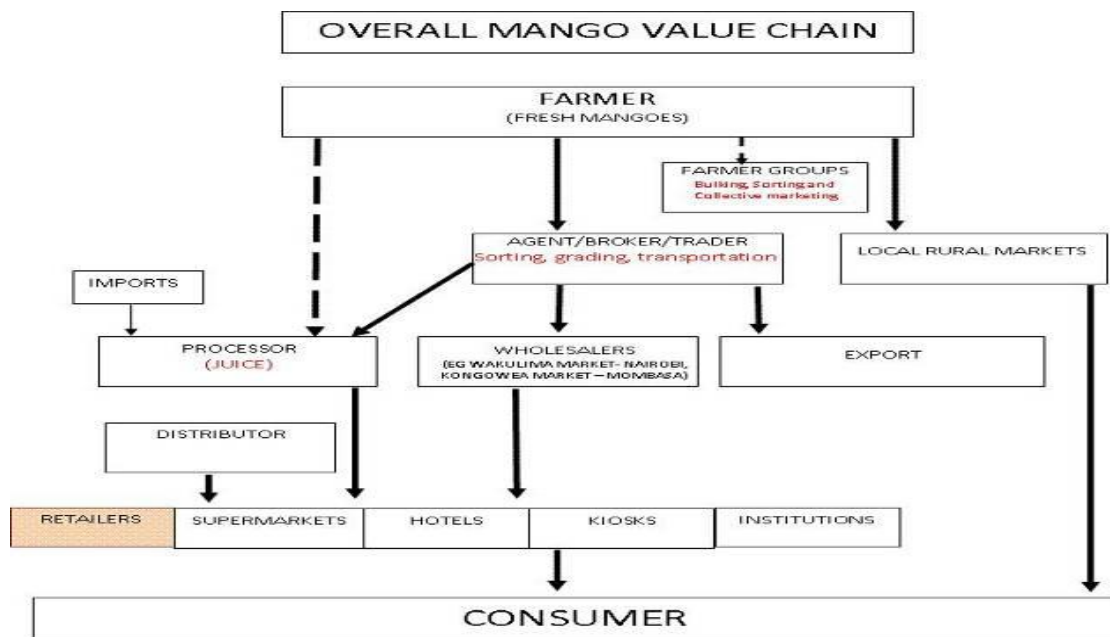 OVERALL MANGO VALUE CHAIN
FARMER
(FRESH MANGOES)
FARMER GROUPS
Bulking, Sorting and
Collective marketing
AGENT/BROKER/TRADER
Sorting, grading, transportation
LOCAL RURAL MARKETS
IMPORTS
PROCESSOR
(JUICE)
WHOLESALERS
(EG WAKULIMA MARKET- NAIROBI,
KONGOWEA MARKET – MOMBASA)
EXPORT
DISTRIBUTOR
RETAILERS
SUPERMARKETS
HOTELS
KIOSKS
INSTITUTIONS
CONSUMER